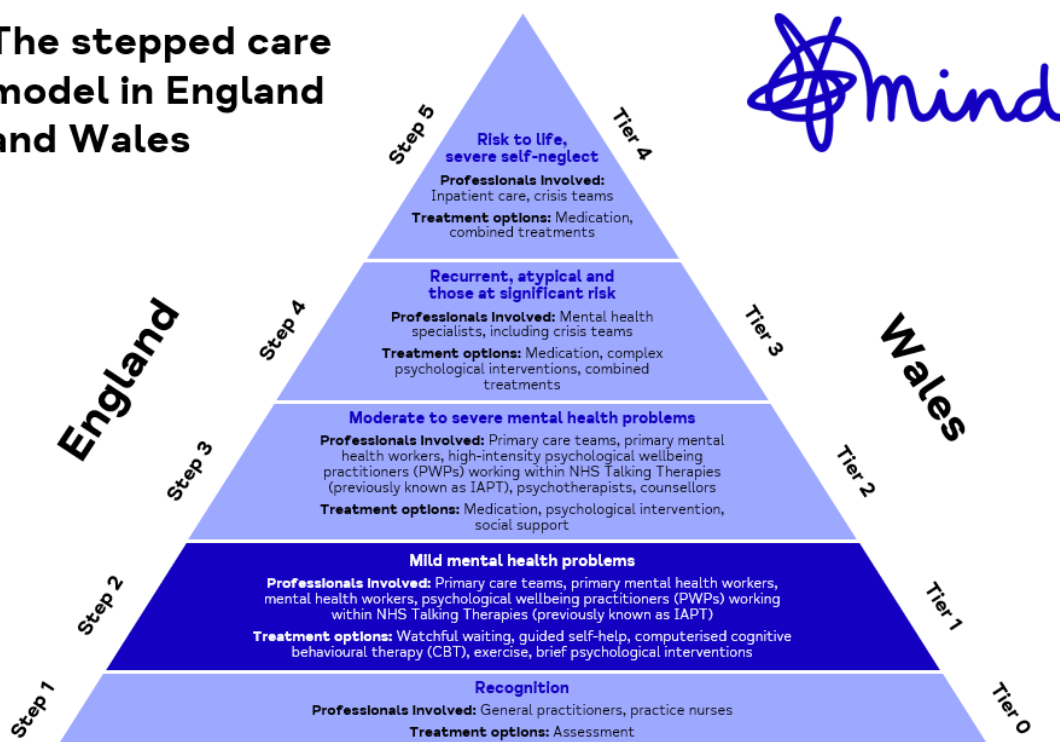 The stepped care
model in England
and Wales
mind
Step 5
Tier 4
Risk to life,
severe self-neglect
Professionals Involved:
Inpatient care, crisis teams
Treatment options: Medication,
combined treatments
England
Wales
Step 4
Tier 3
Recurrent, atypical and
those at significant risk
Professionals Involved: Mental health
specialists, including crisis teams
Treatment options: Medication, complex
psychological interventions, combined
treatments
Step 3
Tier 2
Moderate to severe mental health problems
Professionals Involved: Primary care teams, primary mental
health workers, high-intensity psychological wellbeing
practitioners (PWPs) working within NHS Talking Therapies
(previously known as IAPT), psychotherapists, counsellors
Treatment options: Medication, psychological intervention,
social support
Step 2
Tier 1
Mild mental health problems
Professionals Involved: Primary care teams, primary mental health workers,
mental health workers, psychological wellbeing practitioners (PWPs) working
within NHS Talking Therapies (previously known as IAPT)
Treatment options: Watchful waiting, guided self-help, computerised cognitive
behavioural therapy (CBT), exercise, brief psychological interventions
Step 1
Tier 0
Recognition
Professionals Involved: General practitioners, practice nurses
Treatment options: Assessment